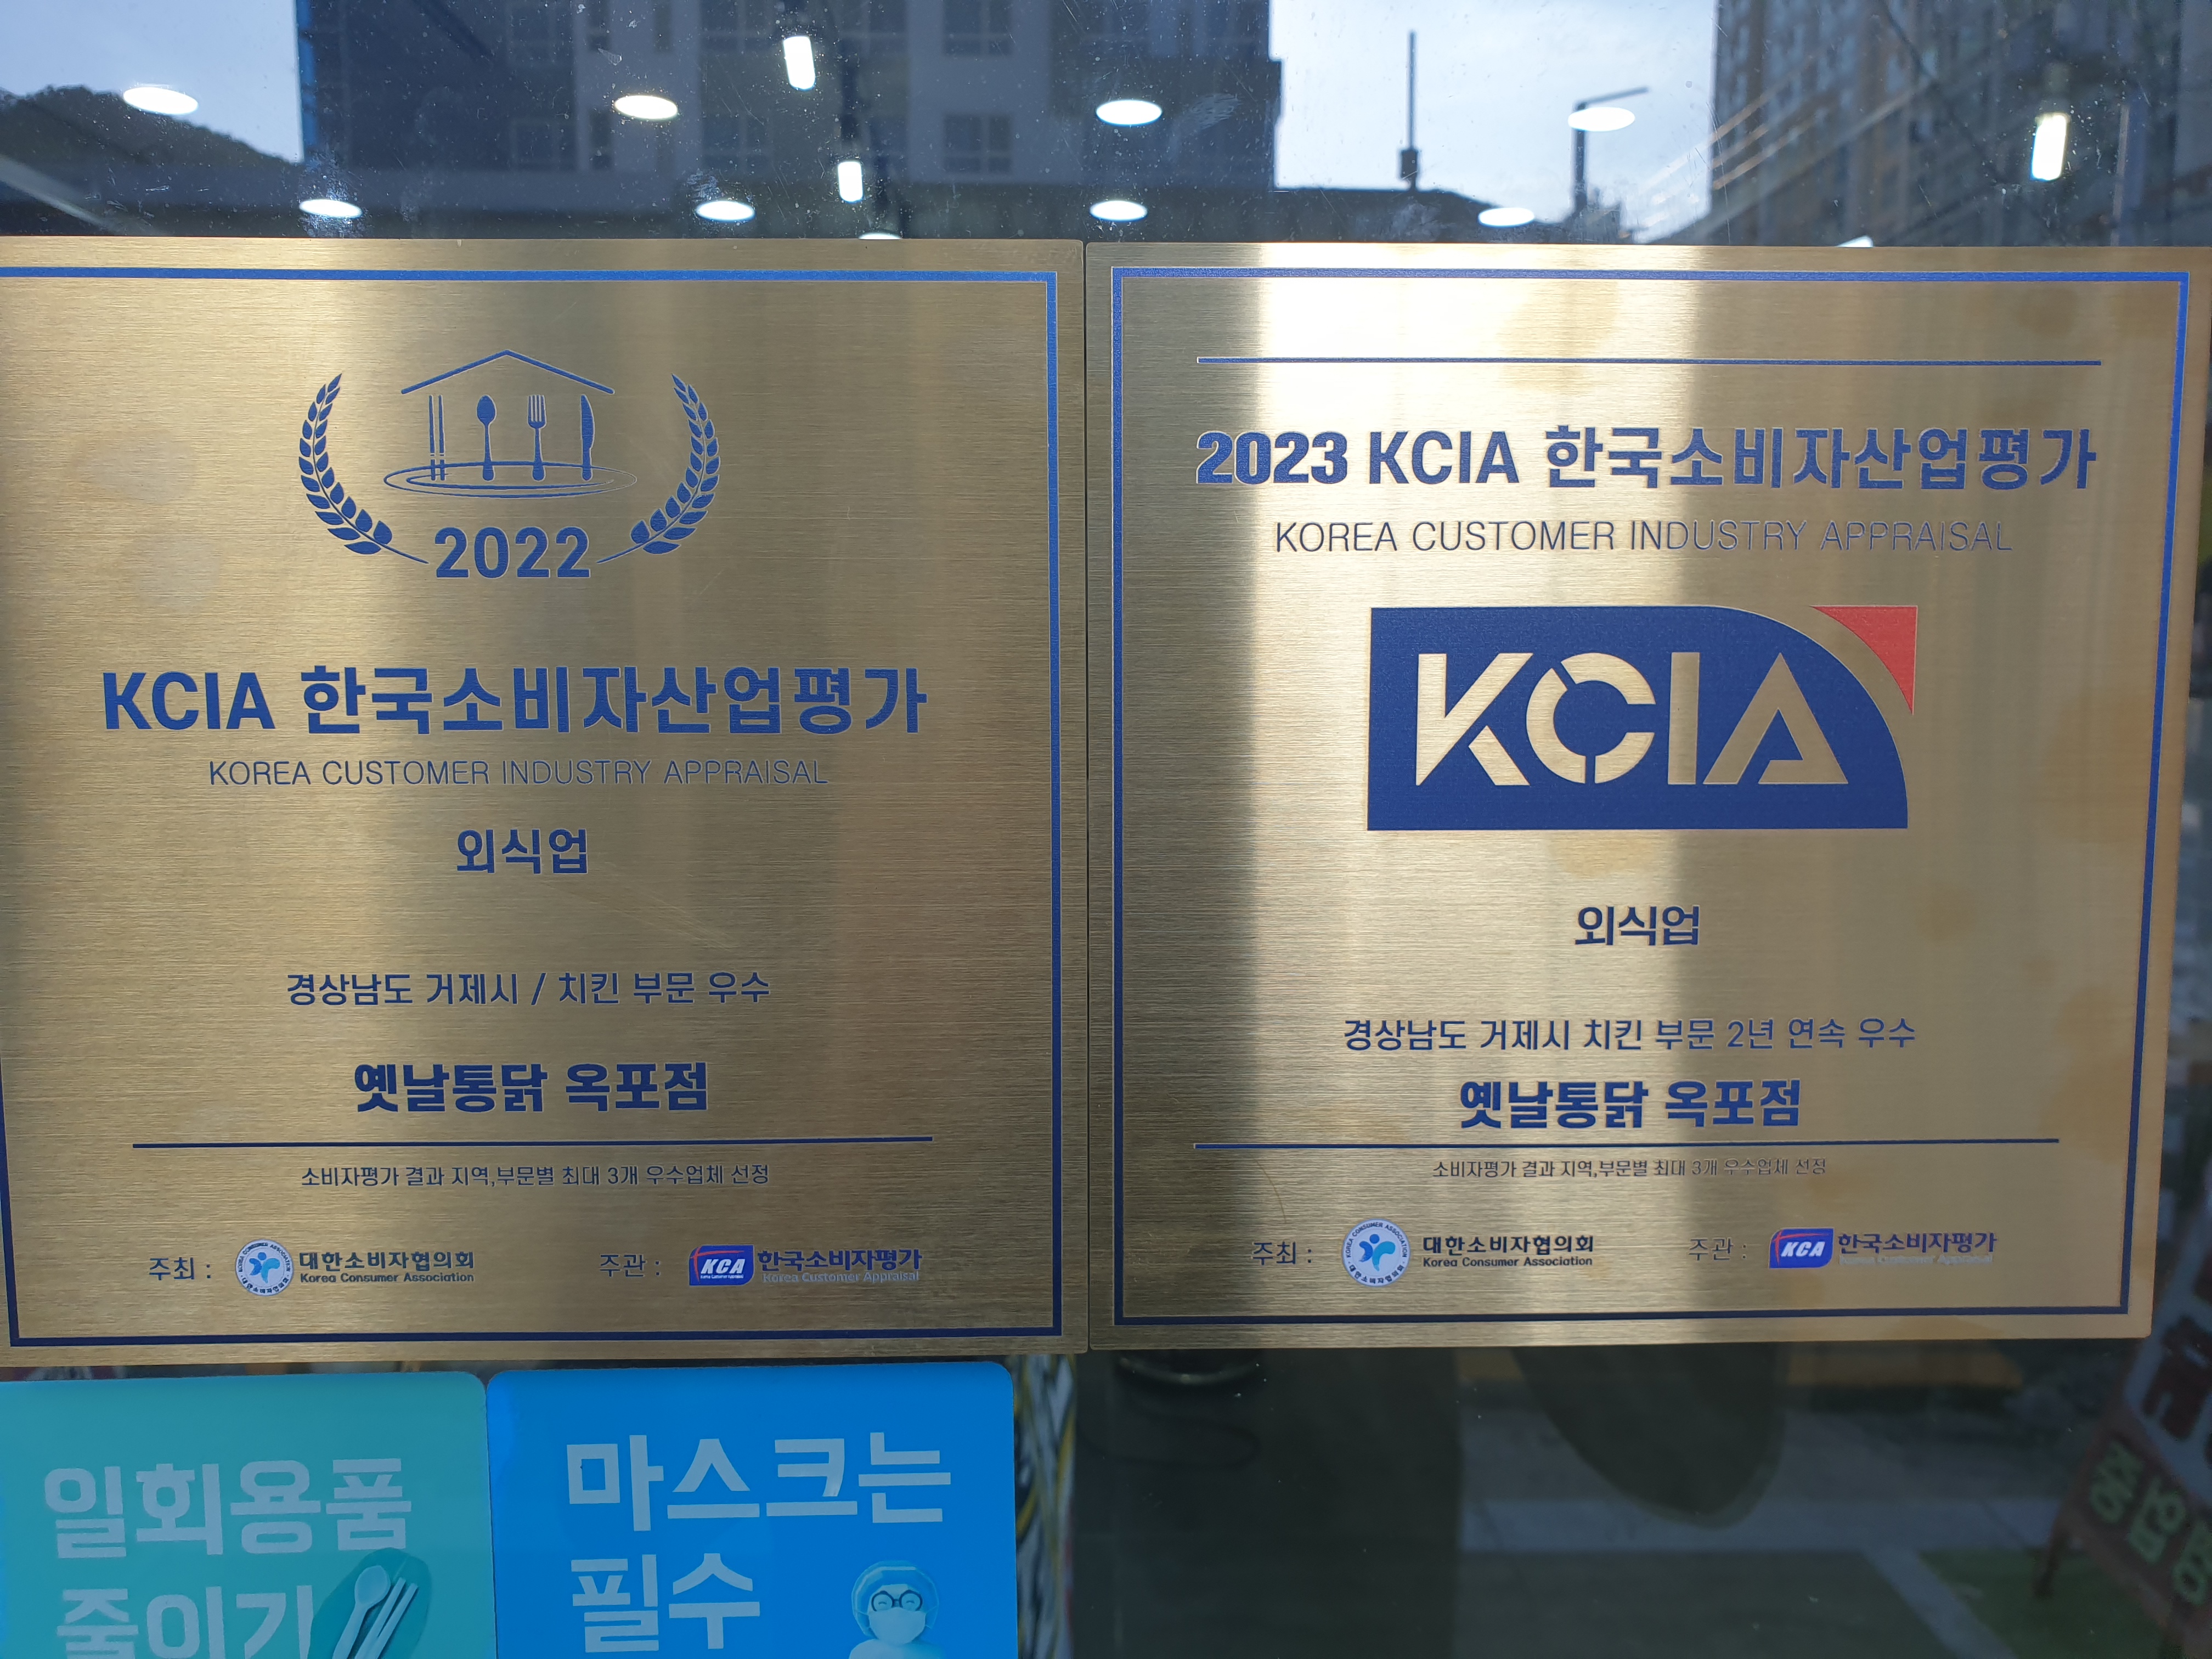 2022
KCIA 한국소비자산업평가
KOREA CUSTOMER INDUSTRY APPRAISAL
외식업
경상남도 거제시 / 치킨 부문 우수
옛날통닭 옥포점
소비자평가 결과 지역,부문별 최대 3개 우수업체 선정
주최 : 대한소비자협의회
Korea Consumer Association
주관 : KCA 한국소비자평가
Korea Customer Appraisal
2023 KCIA 한국소비자산업평가
KOREA CUSTOMER INDUSTRY APPRAISAL
KCIA
외식업
경상남도 거제시 치킨 부문 2년 연속 우수
옛날통닭 옥포점
소비자평가 결과 지역,부문별 최대 3개 우수업체 선정
주최 : 대한소비자협의회
Korea Consumer Association
주관 : KCA 한국소비자평가
Korea Customer Appraisal
일회용품
줄이기
마스크는
필수